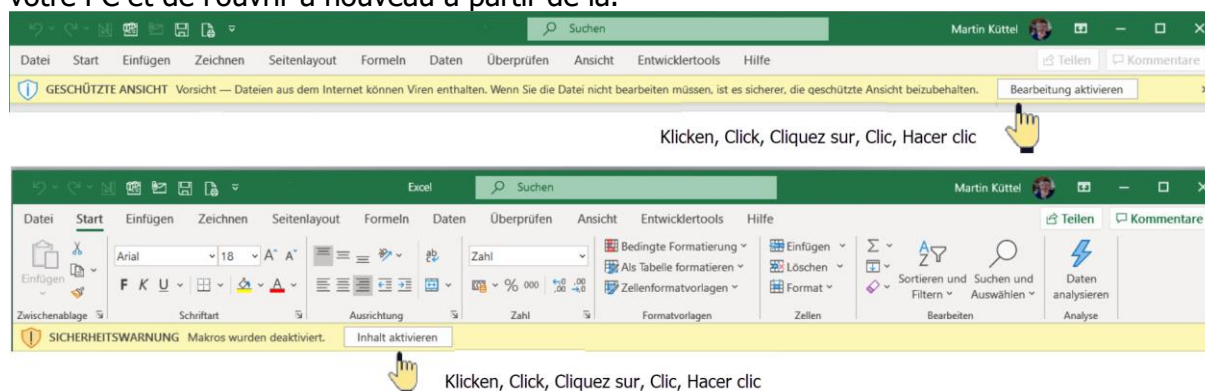 votre PC et de l'ouvrir à nouveau à partir de là.
Suchen Martin Küttel
Datei Start Einfügen Zeichnen Seitenlayout Formeln Daten Überprüfen Ansicht Entwicklertools Hilfe Teilen Kommentare
GESCHÜTZTE ANSICHT Vorsicht — Dateien aus dem Internet können Viren enthalten. Wenn Sie die Datei nicht bearbeiten müssen, ist es sicherer, die geschützte Ansicht beizubehalten. Bearbeitung aktivieren
Klicken, Click, Cliquez sur, Clic, Hacer clic
Excel Suchen Martin Küttel
Datei Start Einfügen Zeichnen Seitenlayout Formeln Daten Überprüfen Ansicht Entwicklertools Hilfe Teilen Kommentare
Arial 18 A A Zahl Bedingte Formatierung Einfügen
Einfügen F K U A % 000 Als Tabelle formatieren Löschen Sortieren und Suchen und Daten
Zellenformatvorlagen Format Filtern Auswählen analysieren
Zwischenablage Schriftart Ausrichtung Zahl Formatvorlagen Zellen Bearbeiten Analyse
SICHERHEITSWARNUNG Makros wurden deaktiviert. Inhalt aktivieren
Klicken, Click, Cliquez sur, Clic, Hacer clic